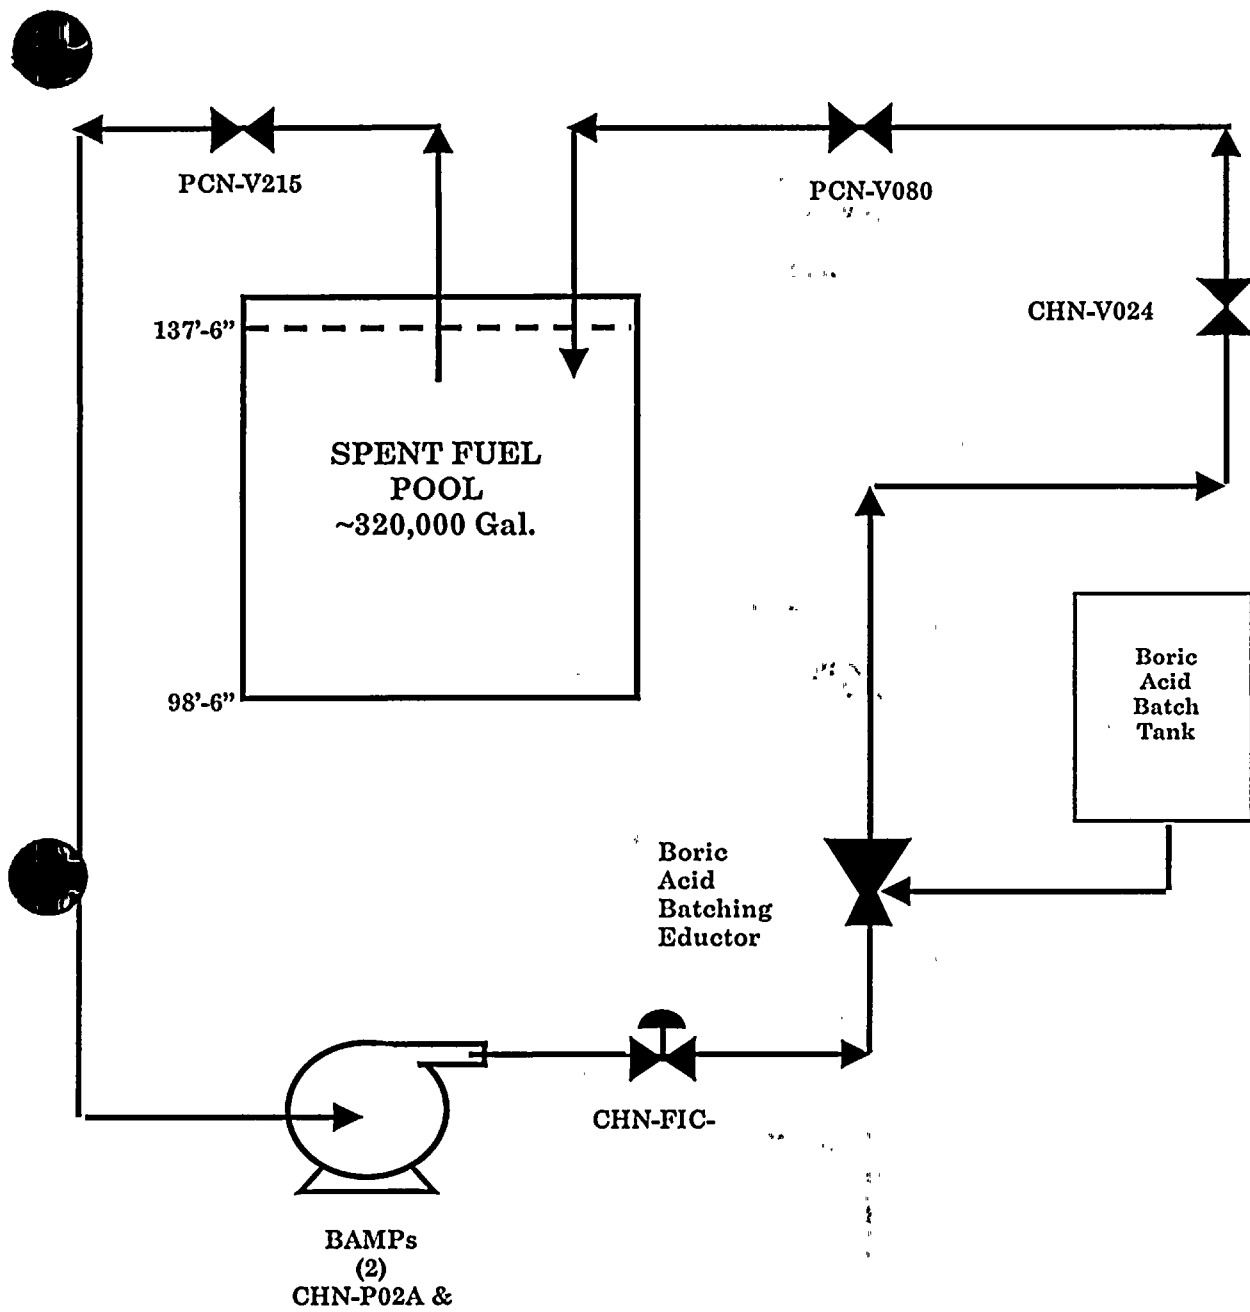 PCN-V215
PCN-V080
CHN-V024
137'-6”
SPENT FUEL
POOL
~320,000 Gal.
98'-6”
Boric
Acid
Batch
Tank
Boric
Acid
Batching
Eductor
CHN-FIC-
BAMPs
(2)
CHN-P02A &